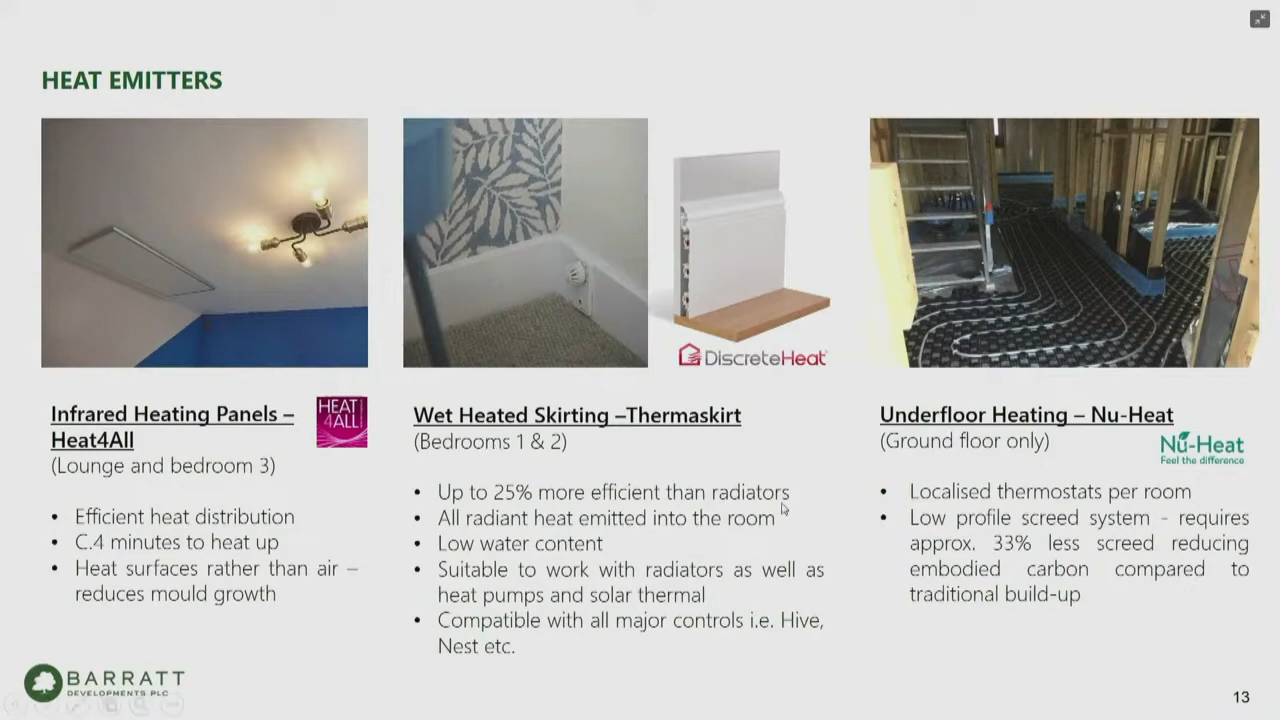 HEAT EMITTERS
DiscreteHeat
Infrared Heating Panels –
Heat4All
(Lounge and bedroom 3)
HEAT
4ALL
• Efficient heat distribution
• C.4 minutes to heat up
• Heat surfaces rather than air –
reduces mould growth
Wet Heated Skirting –Thermaskirt
(Bedrooms 1 & 2)
• Up to 25% more efficient than radiators
• All radiant heat emitted into the room
• Low water content
• Suitable to work with radiators as well as
heat pumps and solar thermal
• Compatible with all major controls i.e. Hive,
Nest etc.
Underfloor Heating – Nu-Heat
(Ground floor only)
Nu-Heat
Feel the difference
• Localised thermostats per room
• Low profile screed system - requires
approx. 33% less screed reducing
embodied carbon compared to
traditional build-up
BARRATT
DEVELOPMENTS PLC
13